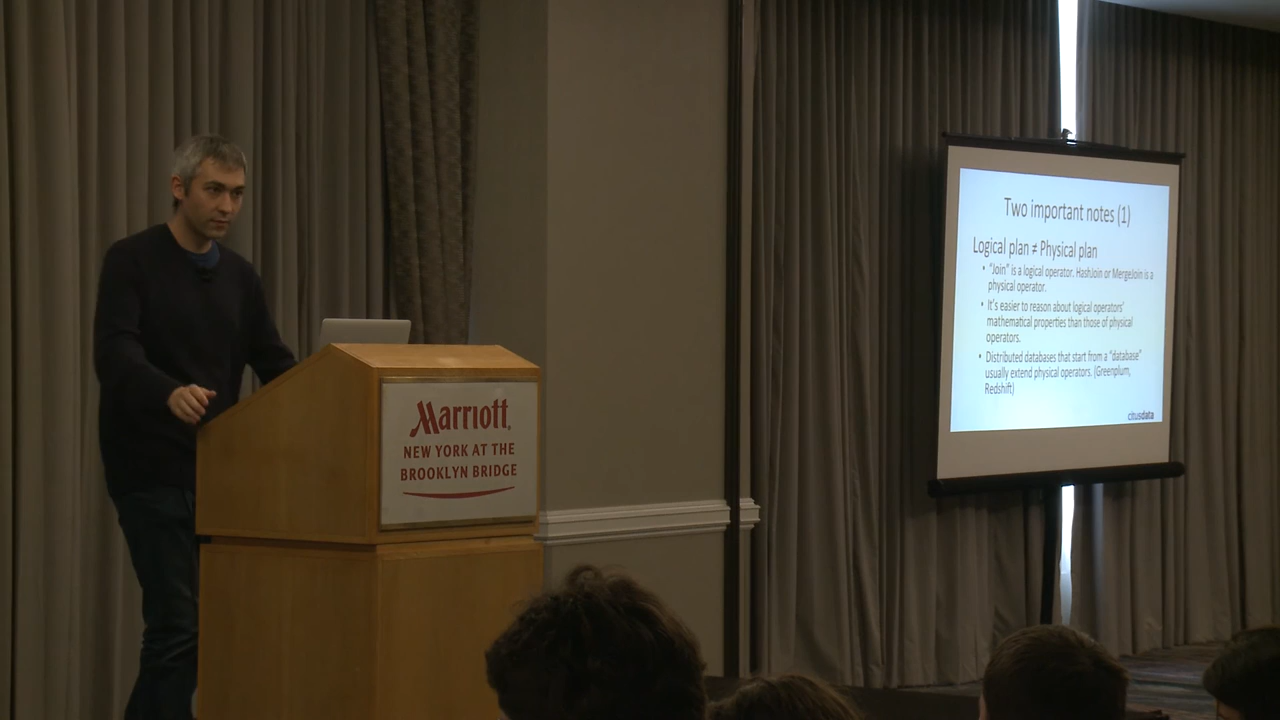 Marriott.
NEW YORK AT THE
BROOKLYN BRIDGE
Two important notes (1)
Logical plan ≠ Physical plan
• "Join" is a logical operator. HashJoin or MergeJoin is a
physical operator.
• It's easier to reason about logical operators'
mathematical properties than those of physical
operators.
• Distributed databases that start from a "database"
usually extend physical operators. (Greenplum,
Redshift)
citusdata